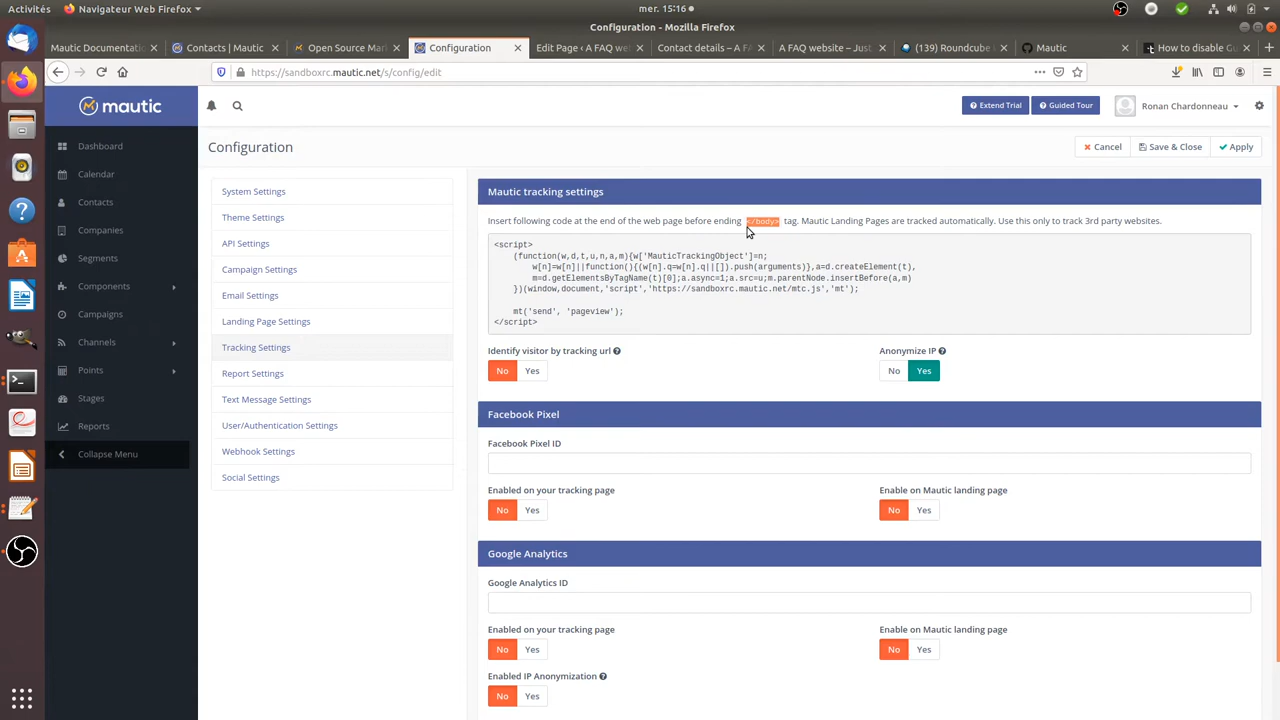 Activités
Firefox Web Browser
mer. 15:16
Configuration - Mozilla Firefox
Mautic Documentati
Contacts | Mautic
Open Source Mar
Configuration
Edit Page ‹ A FAQ we
Contact details – A F
A FAQ website – Just
(139) Roundcube
Mautic
How to disable Gu
https://sandboxrc.mautic.net/s/config/edit
mautic
Extend Trial
Guided Tour
Ronan Chardonneau
Dashboard
Calendar
Contacts
Companies
Segments
Components
Campaigns
Channels
Points
Stages
Reports
Collapse Menu
Configuration
Cancel
Save & Close
Apply
System Settings
Theme Settings
API Settings
Campaign Settings
Email Settings
Landing Page Settings
Tracking Settings
Report Settings
Text Message Settings
User/Authentication Settings
Webhook Settings
Social Settings
Mautic tracking settings
Insert following code at the end of the web page before ending </body> tag. Mautic Landing Pages are tracked automatically. Use this only to track 3rd party websites.
<script>
(function(w,d,t,u,n,a,m){w['MauticTrackingObject']=n;
w[n]=w[n]||function(){(w[n].q=w[n].q||[]).push(arguments)},a=d.createElement(t),
m=d.getElementsByTagName(t)[0];a.async=1;a.src=u;m.parentNode.insertBefore(a,m)
})(window,document,'script','https://sandboxrc.mautic.net/mtc.js','mt');
mt('send', 'pageview');
</script>
Identify visitor by tracking url
No Yes
Anonymize IP
No Yes
Facebook Pixel
Facebook Pixel ID
Enabled on your tracking page
No Yes
Enable on Mautic landing page
No Yes
Google Analytics
Google Analytics ID
Enabled on your tracking page
No Yes
Enable on Mautic landing page
No Yes
Enabled IP Anonymization
No Yes